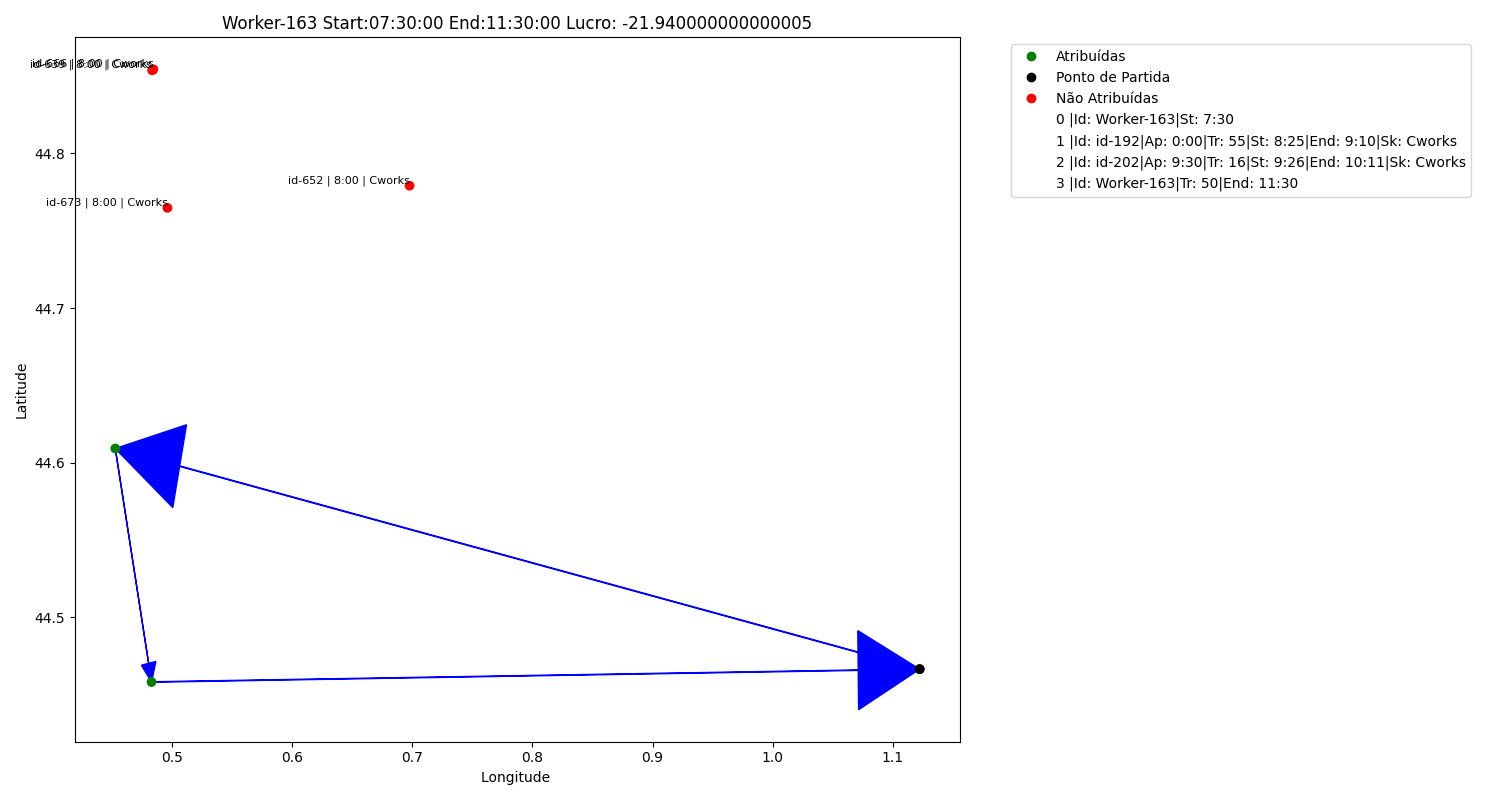 Worker-163 Start:07:30:00 End:11:30:00 Lucro: -21.940000000000005
| 8:00 | Cworks
id-652 | 8:00 | Cworks
id-673 | 8:00 | Cworks
44.8
44.7
44.6
44.5
Latitude
0.5 0.6 0.7 0.8 0.9 1.0 1.1
Longitude
Atribuídas
Ponto de Partida
Não Atribuídas
0 |Id: Worker-163|St: 7:30
1 |Id: id-192|Ap: 0:00|Tr: 55|St: 8:25|End: 9:10|Sk: Cworks
2 |Id: id-202|Ap: 9:30|Tr: 16|St: 9:26|End: 10:11|Sk: Cworks
3 |Id: Worker-163|Tr: 50|End: 11:30